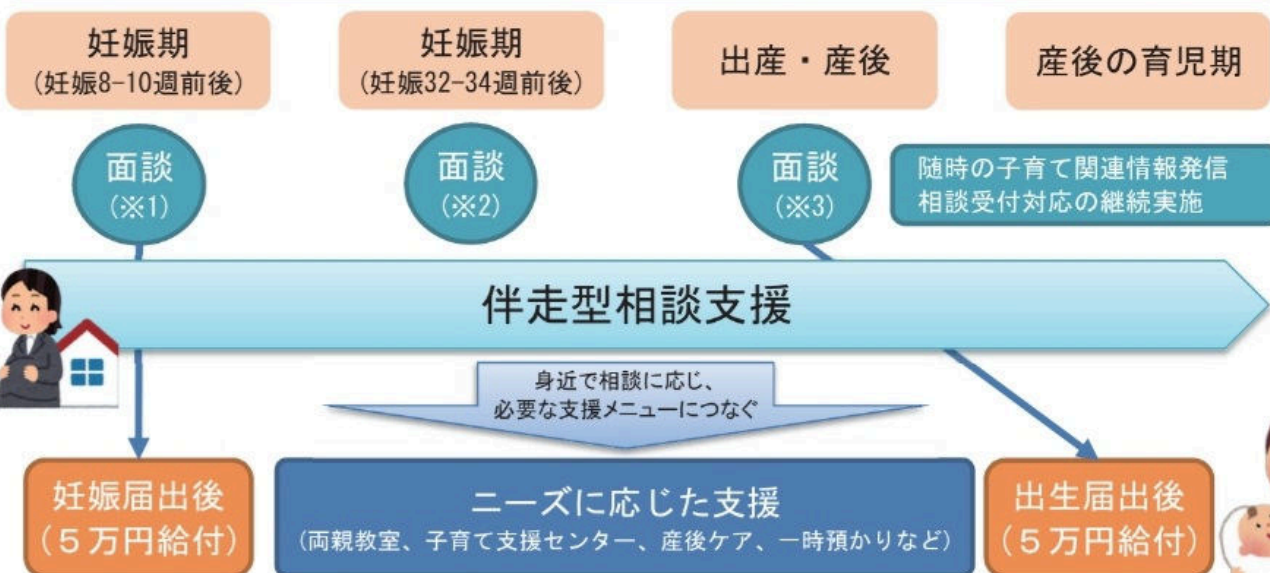 妊娠期
(妊娠8-10週前後)
妊娠期
(妊娠32-34週前後)
出産・産後
産後の育児期
面談
(※1)
面談
(※2)
面談
(※3)
随時の子育て関連情報発信
相談受付対応の継続実施
伴走型相談支援
身近で相談に応じ、
必要な支援メニューにつなぐ
妊娠届出後
(5万円給付)
ニーズに応じた支援
(両親教室、子育て支援センター、産後ケア、一時預かりなど)
出生届出後
(5万円給付)